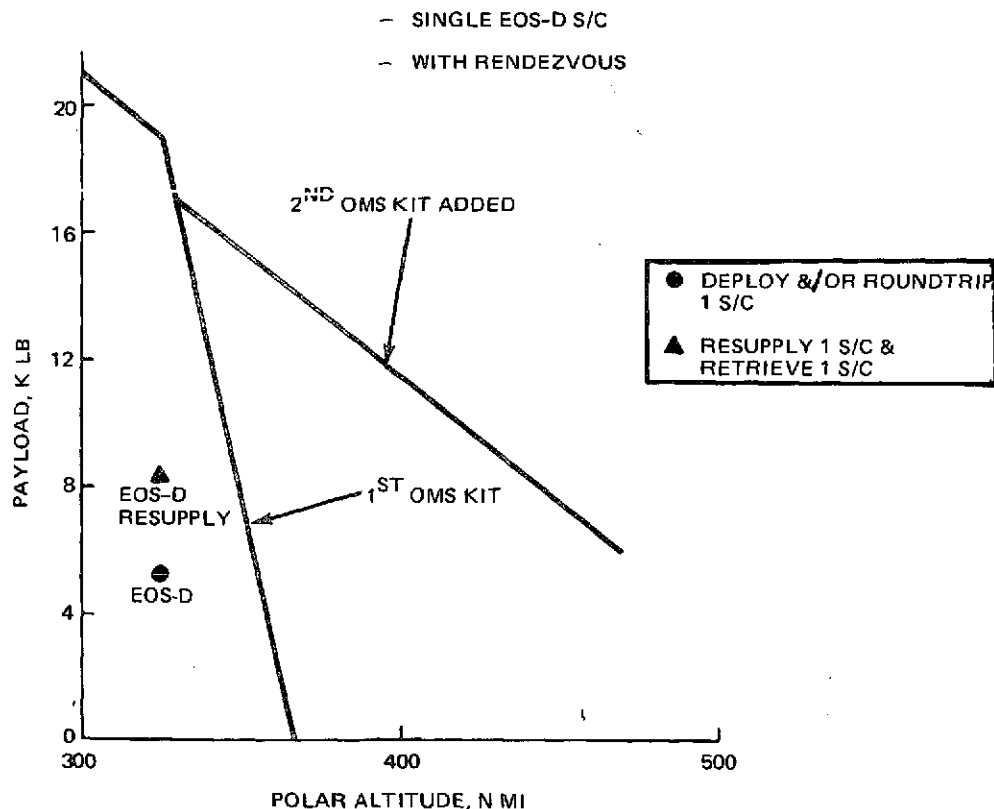 – SINGLE EOS-D S/C
– WITH RENDEZVOUS
20
16
12
8
4
0
PAYLOAD, K LB
2ND OMS KIT ADDED
1ST OMS KIT
EOS-D
RESUPPLY
EOS-D
● DEPLOY &/OR ROUNDTRIP
1 S/C
▲ RESUPPLY 1 S/C &
RETRIEVE 1 S/C
300
400
500
POLAR ALTITUDE, N MI